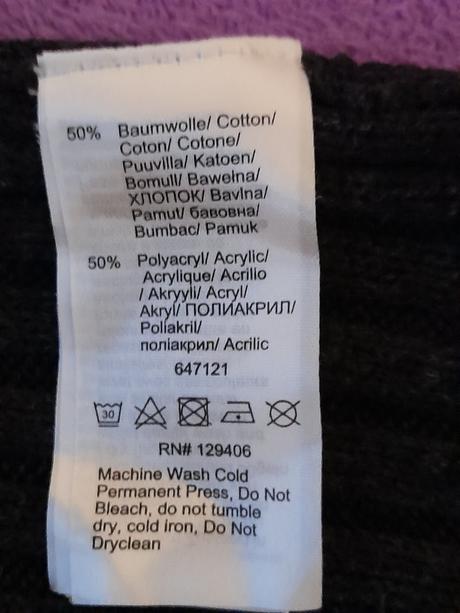 50% Baumwolle/ Cotton/
Coton/ Cotone/
Puuvilla/ Katoen/
Bomull/ Bawełna/
ХЛОПОК/ Bavlna/
Pamut/ бавовна/
Bumbac/ Pamuk
50% Polyacryl/ Acrylic/
Acrylique/ Acrilio
/ Akryyli/ Acryl/
Akryl/ ПОЛИАКРИЛ/
Poliakril/
поліакрил/ Acrilic
647121
30
RN# 129406
Machine Wash Cold
Permanent Press, Do Not
Bleach, do not tumble
dry, cold iron, Do Not
Dryclean